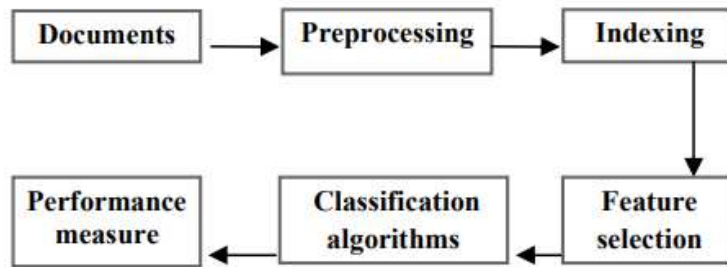 Documents
Preprocessing
Indexing
Performance
measure
Classification
algorithms
Feature
selection